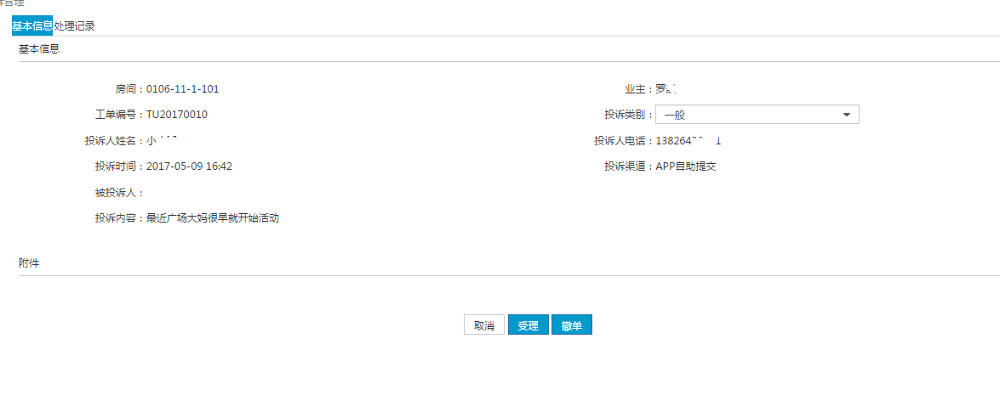 管理
基本信息 处理记录
基本信息
房间：0106-11-1-101 业主：罗
工单编号：TU20170010 投诉类别：一般
投诉人姓名：小 投诉人电话：138264
投诉时间：2017-05-09 16:42 投诉渠道：APP自助提交
被投诉人：
投诉内容：最近广场大妈很早就开始活动
附件
取消 受理 撤单